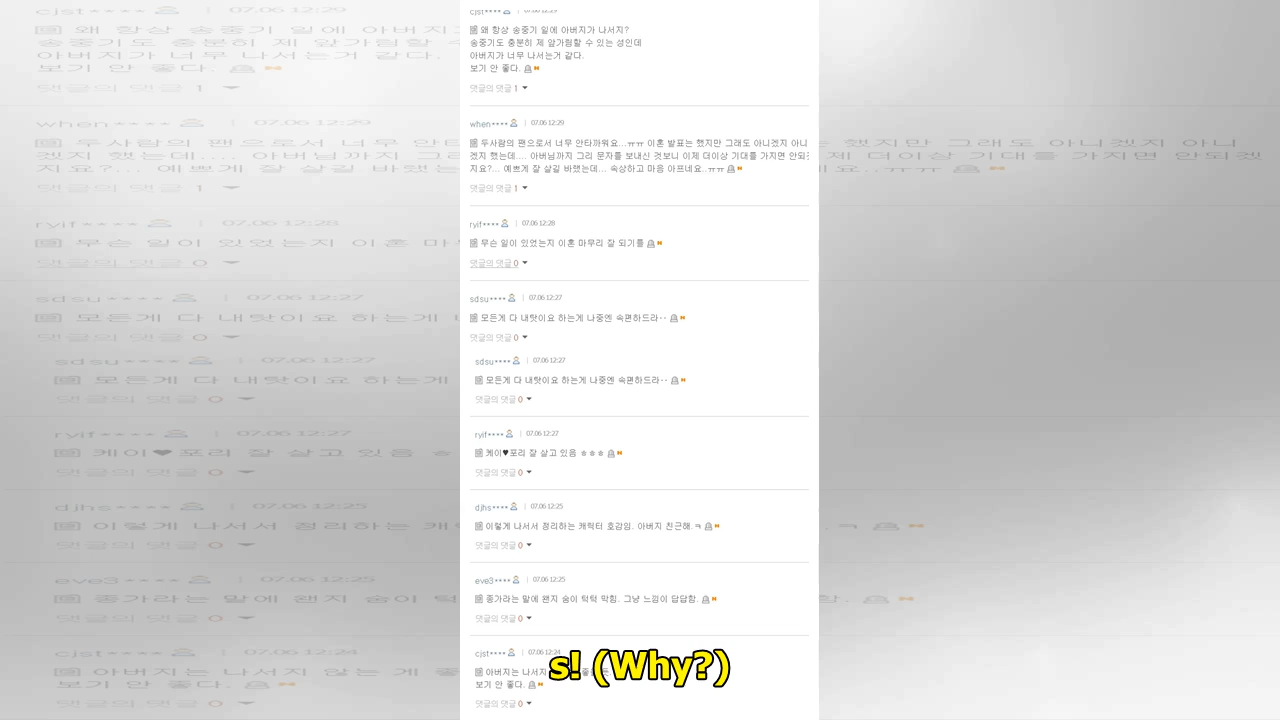 cjst**** | 07.06 12:29
왜 항상 송중기 일에 아버지가 나서지?
송중기도 충분히 제 앞가림할 수 있는 성인데
아버지가 너무 나서는거 같다.
보기 안 좋다.
댓글의 댓글 1
when**** | 07.06 12:29
두사람의 팬으로서 너무 안타까워요...ㅠㅠ 이혼 발표는 했지만 그래도 아니겠지 아니
겠지 했는데.... 아버님까지 그리 문자를 보내신 것보니 이제 더이상 기대를 가지면 안되겠
지요?... 예쁘게 잘 살길 바랬는데... 속상하고 마음 아프네요..ㅠㅠ
댓글의 댓글 1
ryif**** | 07.06 12:28
무슨 일이 있었는지 이혼 마무리 잘 되기를
댓글의 댓글 0
sdsu**** | 07.06 12:27
모든게 다 내탓이요 하는게 나중엔 속편하드라··
댓글의 댓글 0
sdsu**** | 07.06 12:27
모든게 다 내탓이요 하는게 나중엔 속편하드라··
댓글의 댓글 0
ryif**** | 07.06 12:27
케이♥포리 잘 살고 있음 ㅎㅎㅎ
댓글의 댓글 0
djhs**** | 07.06 12:25
이렇게 나서서 정리하는 캐릭터 호감임. 아버지 친근해.ㅋ
댓글의 댓글 0
eve3**** | 07.06 12:25
종가라는 말에 왠지 숨이 턱턱 막힘. 그냥 느낌이 답답함.
댓글의 댓글 0
cjst**** | 07.06 12:24
아버지는 나서지
보기 안 좋다.
댓글의 댓글 0
s! (Why?)